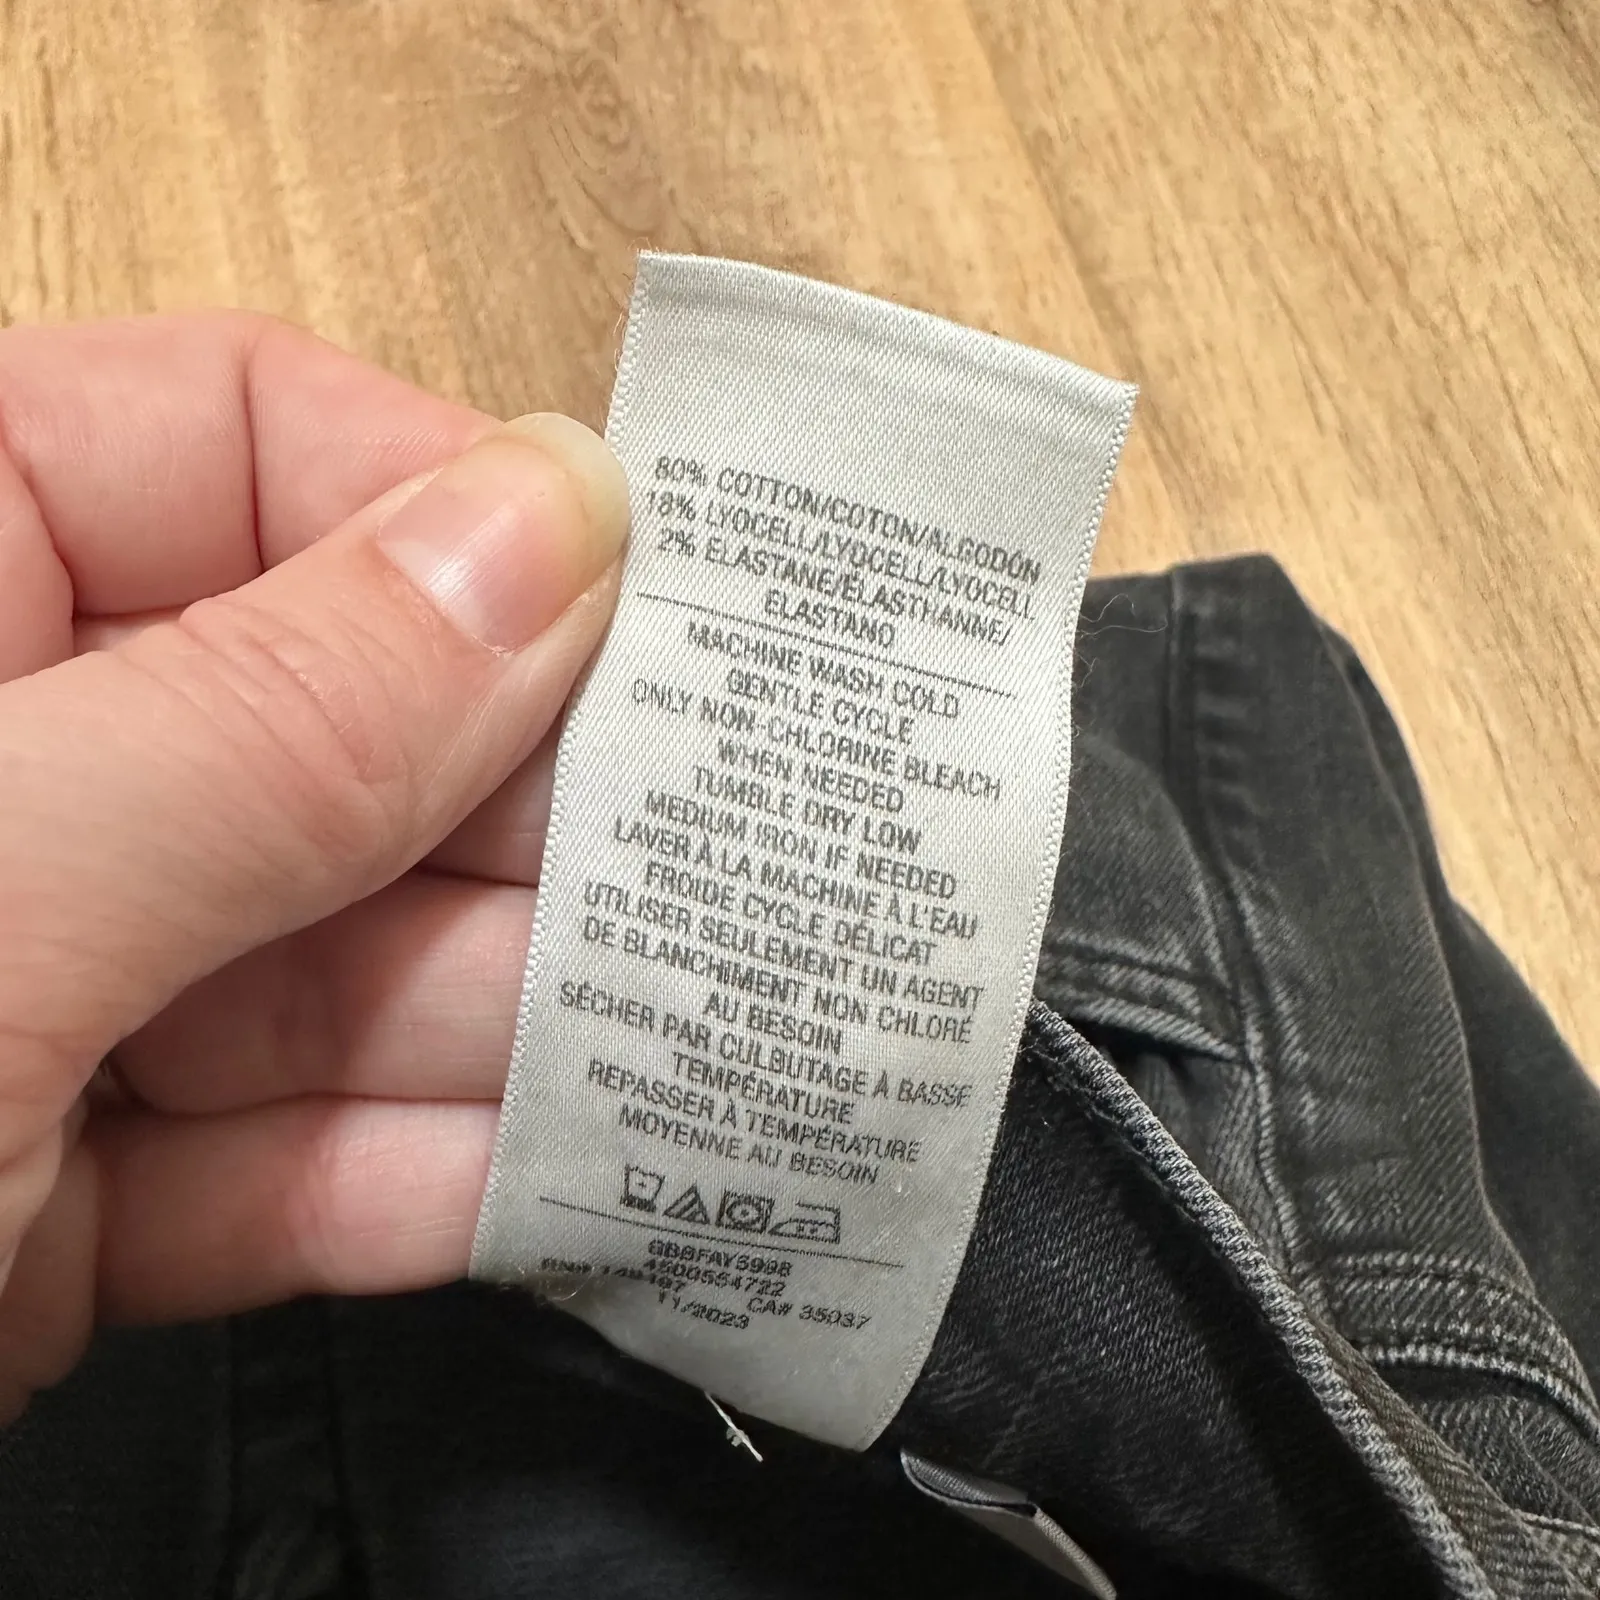 80% COTTON/COTON/ALGODÓN
18% LYOCELL/LYOCELL/LYOCELL
2% ELASTANE/ÉLASTHANNE/
ELASTANO
MACHINE WASH COLD
GENTLE CYCLE
ONLY NON-CHLORINE BLEACH
WHEN NEEDED
TUMBLE DRY LOW
MEDIUM IRON IF NEEDED
LAVER À LA MACHINE À L'EAU
FROIDE CYCLE DÉLICAT
UTILISER SEULEMENT UN AGENT
DE BLANCHIMENT NON CHLORÉ
AU BESOIN
SÉCHER PAR CULBUTAGE À BASSE
TEMPÉRATURE
REPASSER À TEMPÉRATURE
MOYENNE AU BESOIN
4500554722
CA# 35037
11/2023